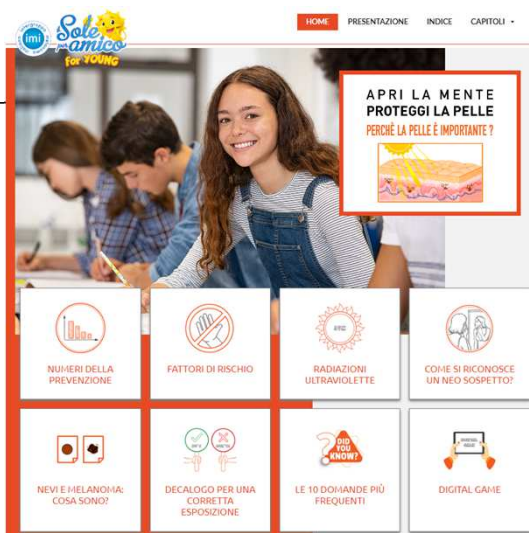 imi
Sole
per amico
for YOUNG
HOME PRESENTAZIONE INDICE CAPITOLI
APRI LA MENTE
PROTEGGI LA PELLE
PERCHÈ LA PELLE È IMPORTANTE ?
NUMERI DELLA
PREVENZIONE
FATTORI DI RISCHIO
RADIAZIONI
ULTRAVIOLETTE
COME SI RICONOSCE
UN NEO SOSPETTO?
NEVI E MELANOMA:
COSA SONO?
DECALOGO PER UNA
CORRETTA
ESPOSIZIONE
DID
YOU
KNOW?
LE 10 DOMANDE PIÙ
FREQUENTI
DIGITAL GAME